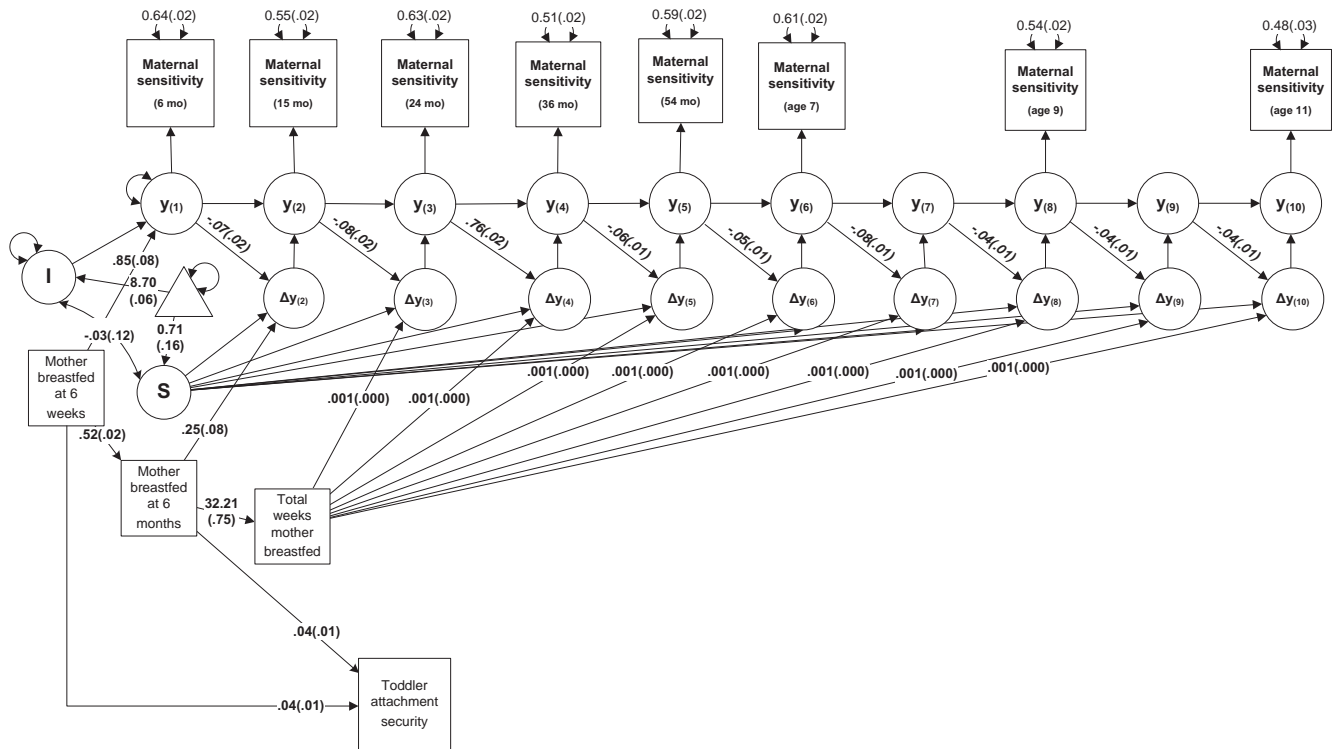 0.64(.02)
0.55(.02)
0.63(.02)
0.51(.02)
0.59(.02)
0.61(.02)
0.54(.02)
0.48(.03)
Maternal
sensitivity
(6 mo)
Maternal
sensitivity
(15 mo)
Maternal
sensitivity
(24 mo)
Maternal
sensitivity
(36 mo)
Maternal
sensitivity
(54 mo)
Maternal
sensitivity
(age 7)
Maternal
sensitivity
(age 9)
Maternal
sensitivity
(age 11)
y(1)
y(2)
y(3)
y(4)
y(5)
y(6)
y(7)
y(8)
y(9)
y(10)
-.07(.02)
-.08(.02)
.76(.02)
-.06(.01)
-.05(.01)
-.08(.01)
-.04(.01)
-.04(.01)
-.04(.01)
I
.85(.08)
8.70
(.06)
Δy(2)
Δy(3)
Δy(4)
Δy(5)
Δy(6)
Δy(7)
Δy(8)
Δy(9)
Δy(10)
-.03(.12)
0.71
(.16)
S
Mother
breastfed
at 6
weeks
.001(.000)
.001(.000)
.001(.000)
.001(.000)
.001(.000)
.001(.000)
.001(.000)
.001(.000)
.52(.02)
.25(.08)
Mother
breastfed
at 6
months
32.21
(.75)
Total
weeks
mother
breastfed
.04(.01)
.04(.01)
Toddler
attachment
security